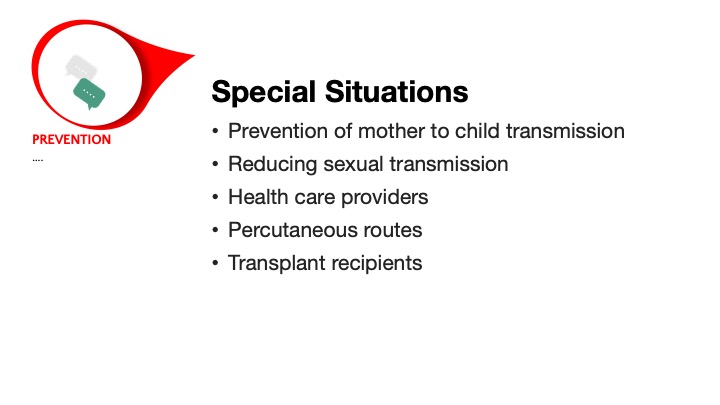 PREVENTION
....
Special Situations
• Prevention of mother to child transmission
• Reducing sexual transmission
• Health care providers
• Percutaneous routes
• Transplant recipients